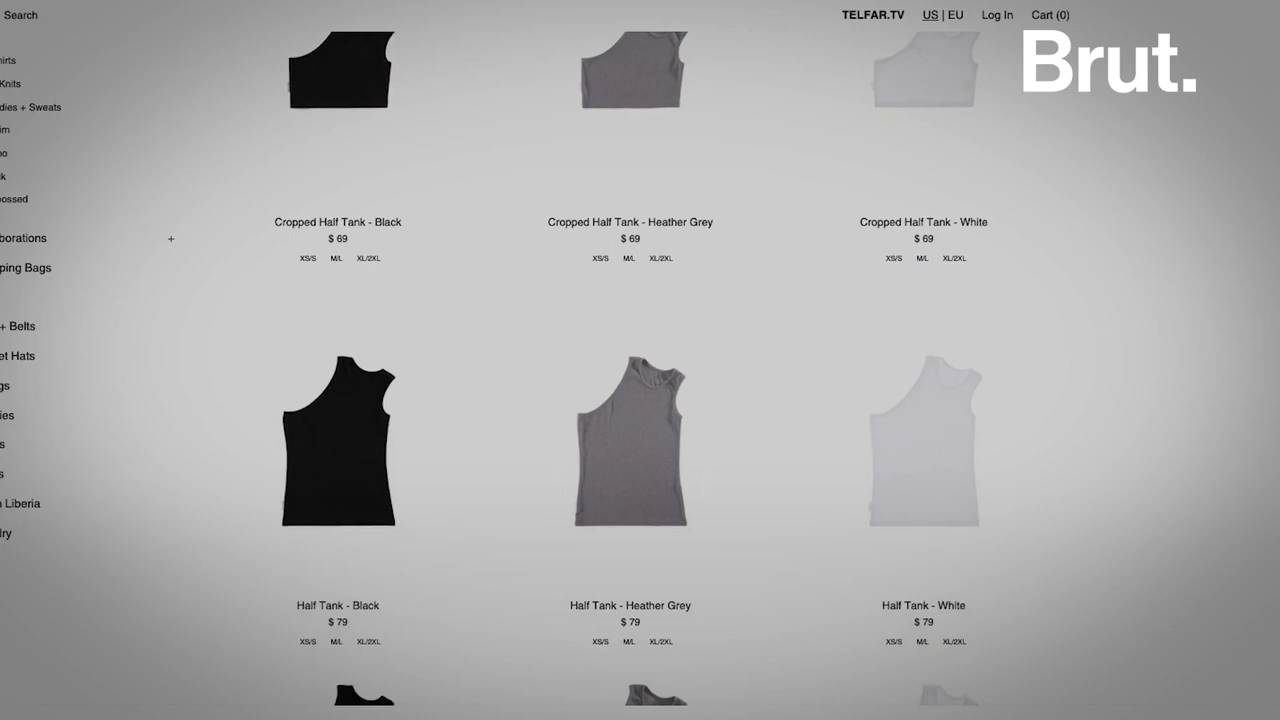 Search
TELFAR.TV US | EU Log In Cart (0)
Brut.
Knits
+ Belts
Cropped Half Tank - Black
$ 69
XS/S M/L XL/2XL
Cropped Half Tank - Heather Grey
$ 69
XS/S M/L XL/2XL
Cropped Half Tank - White
$ 69
XS/S M/L XL/2XL
+
Half Tank - Black
$ 79
XS/S M/L XL/2XL
Half Tank - Heather Grey
$ 79
XS/S M/L XL/2XL
Half Tank - White
$ 79
XS/S M/L XL/2XL
dies + Sweats
borations
ping Bags
et Hats
Liberia